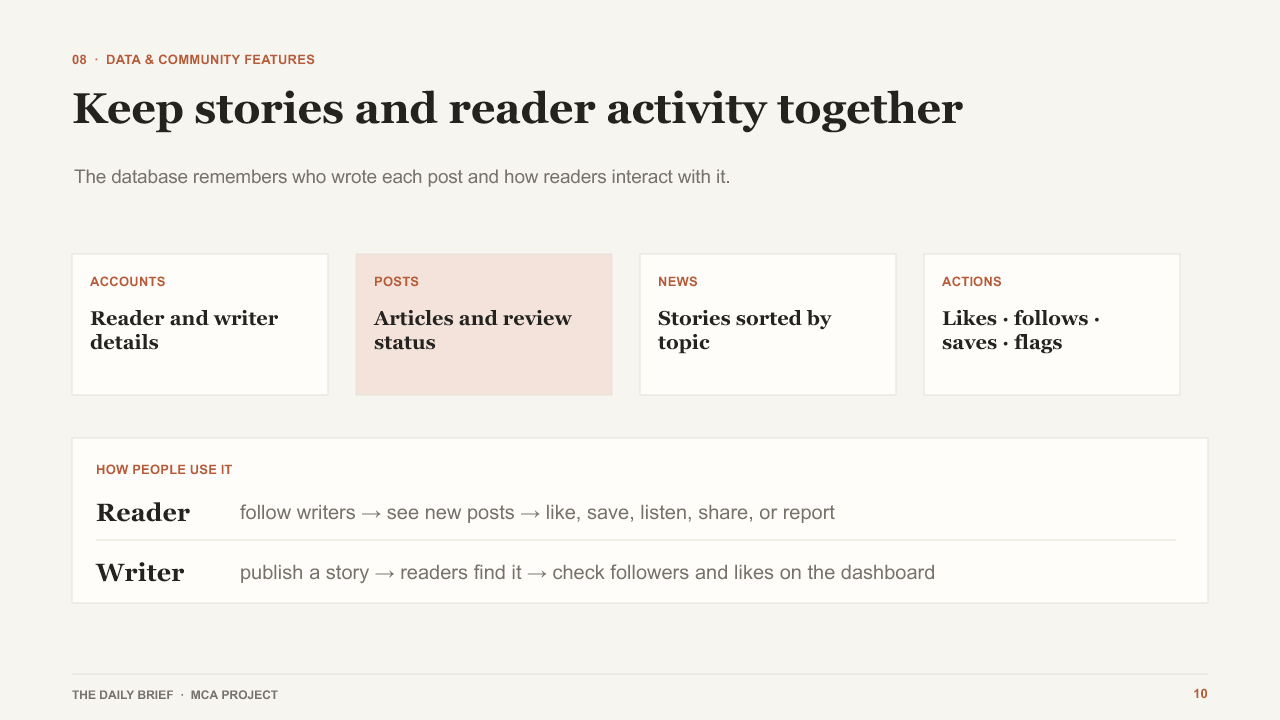 08 · DATA & COMMUNITY FEATURES
Keep stories and reader activity together
The database remembers who wrote each post and how readers interact with it.
ACCOUNTS
Reader and writer
details
POSTS
Articles and review
status
NEWS
Stories sorted by
topic
ACTIONS
Likes · follows ·
saves · flags
HOW PEOPLE USE IT
Reader follow writers → see new posts → like, save, listen, share, or report
Writer publish a story → readers find it → check followers and likes on the dashboard
THE DAILY BRIEF · MCA PROJECT 10